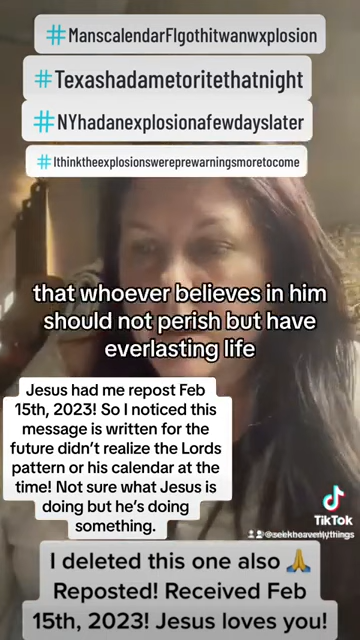 #ManscalendarFlgothitwanwxplosion
#Texashadametoritethatnight
#NYhadanexplosionafewdayslater
#Ithinktheexplosionswereprewarningsmoretocome
that whoever believes in him
should not perish but have
everlasting life
Jesus had me repost Feb
15th, 2023! So I noticed this
message is written for the
future didn't realize the Lords
pattern or his calendar at the
time! Not sure what Jesus is
doing but he's doing
something.
TikTok
@seekheavenlythings
I deleted this one also 🙏
Reposted! Received Feb
15th, 2023! Jesus loves you!